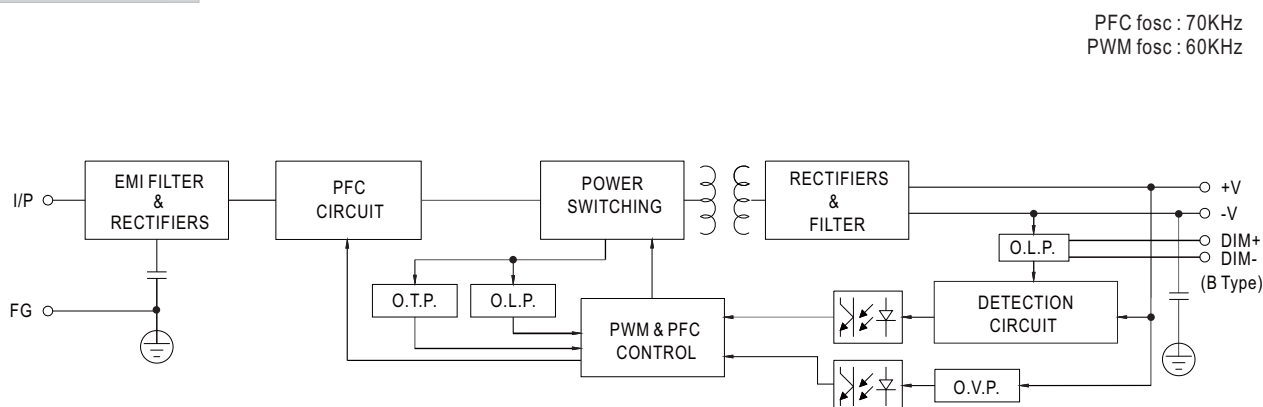 PFC fosc : 70KHz
PWM fosc : 60KHz
I/P
EMI FILTER
&
RECTIFIERS
PFC
CIRCUIT
POWER
SWITCHING
RECTIFIERS
&
FILTER
+V
-V
DIM+
DIM-
(B Type)
O.L.P.
FG
O.T.P.
O.L.P.
PWM & PFC
CONTROL
DETECTION
CIRCUIT
O.V.P.